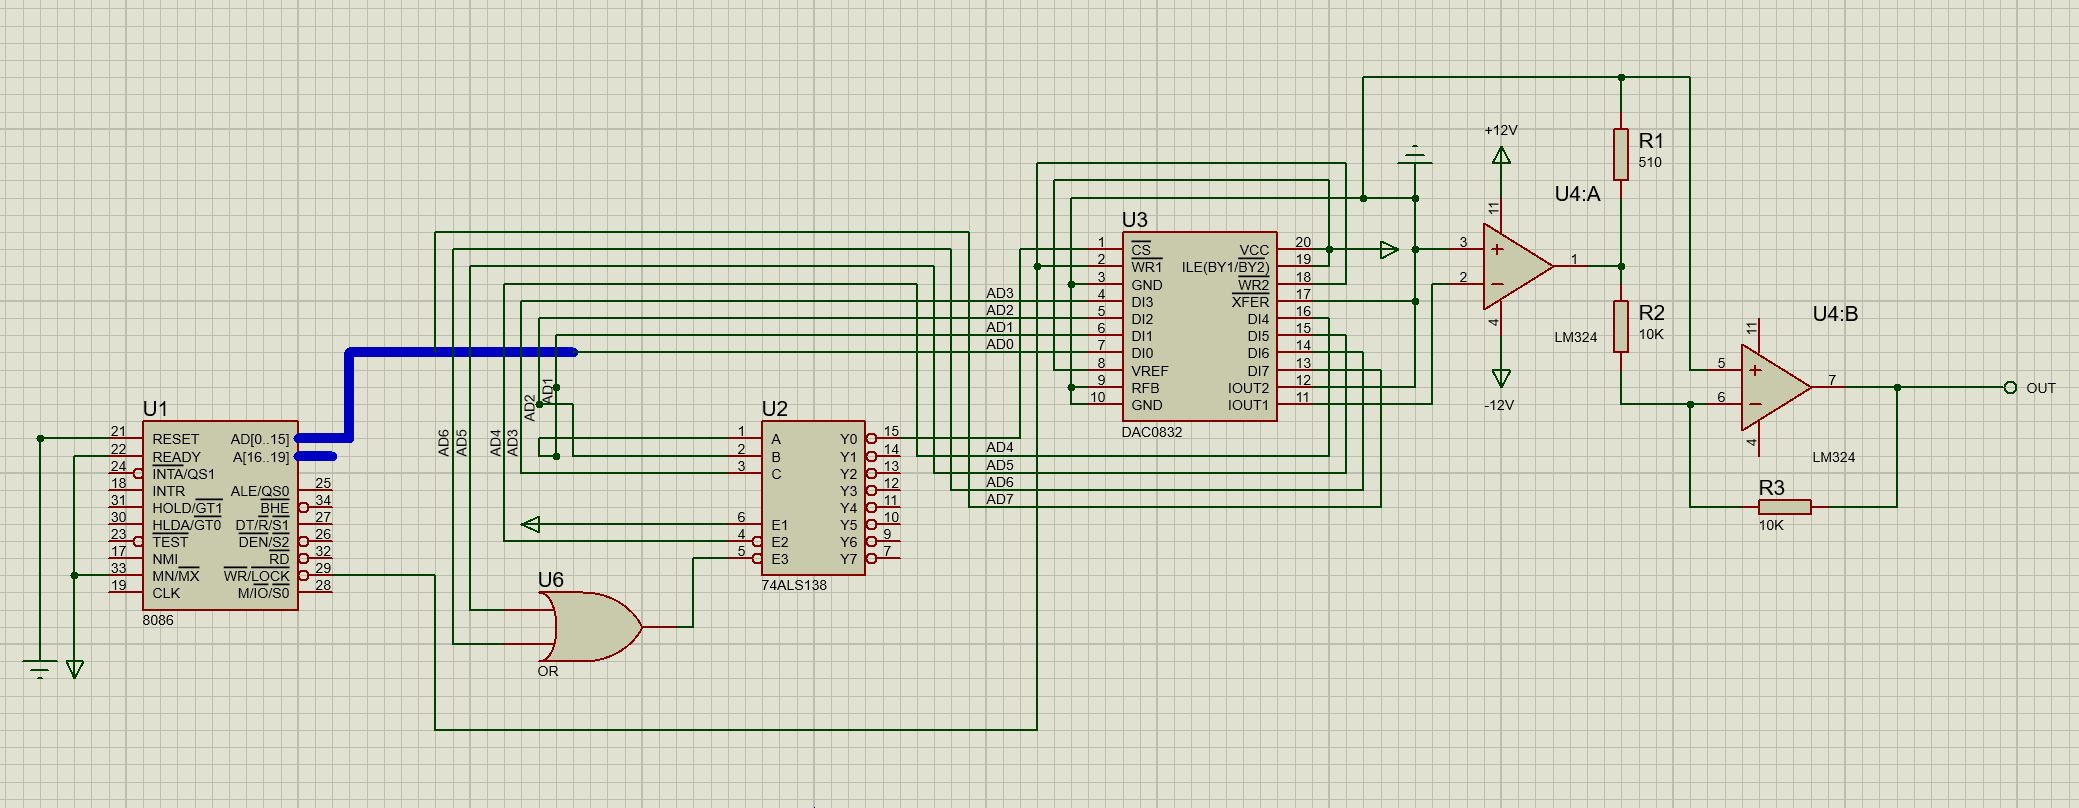 U1
21 RESET AD[0..15]
22 READY A[16..19]
24 INTA/QS1
18 INTR ALE/QS0 25
31 HOLD/GT1 BHE 34
30 HLDA/GT0 DT/R/S1 27
23 TEST DEN/S2 26
17 NMI RD 32
33 MN/MX WR/LOCK 29
19 CLK M/IO/S0 28
8086
AD6
AD5
AD4
AD3
AD2
AD1
U6
OR
U2
1 A Y0 15
2 B Y1 14
3 C Y2 13
Y3 12
Y4 11
6 E1 Y5 10
4 E2 Y6 9
5 E3 Y7 7
74ALS138
AD3
AD2
AD1
AD0
AD4
AD5
AD6
AD7
U3
1 CS VCC 20
2 WR1 ILE(BY1/BY2) 19
3 GND WR2 18
4 DI3 XFER 17
5 DI2 DI4 16
6 DI1 DI5 15
7 DI0 DI6 14
8 VREF DI7 13
9 RFB IOUT2 12
10 GND IOUT1 11
DAC0832
+12V
U4:A
11
3 +
1
2 −
4
LM324
-12V
R1
510
R2
10K
U4:B
11
5 +
7
6 −
4
LM324
R3
10K
OUT